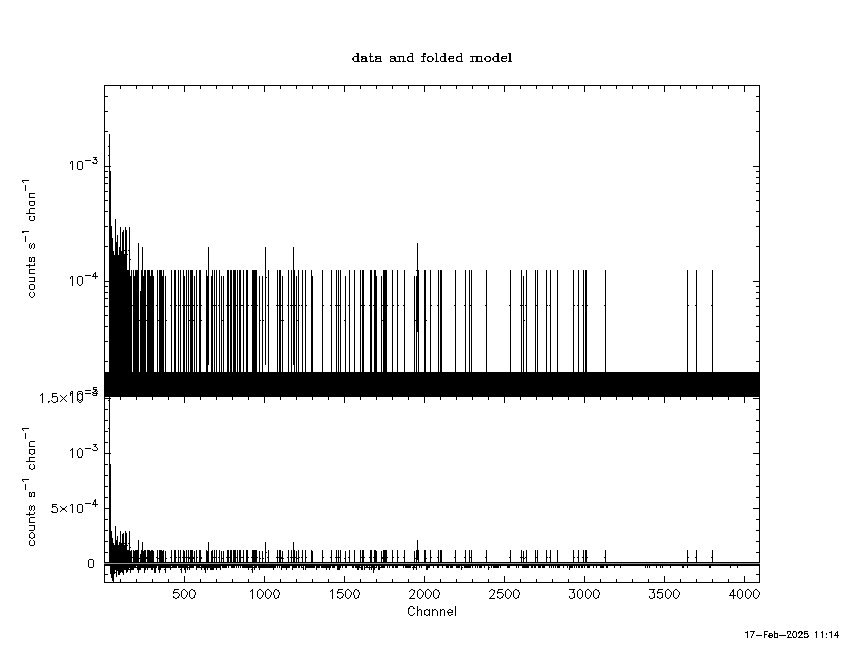 data and folded model
10⁻³
counts s⁻¹ chan⁻¹
10⁻⁴
10⁻⁵
1.5×10⁻³
10⁻³
counts s⁻¹ chan⁻¹
5×10⁻⁴
0
500 1000 1500 2000 2500 3000 3500 4000
Channel
17-Feb-2025 11:14